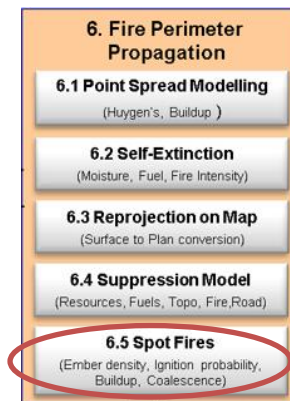 6. Fire Perimeter
Propagation
6.1 Point Spread Modelling
(Huygen's, Buildup )
6.2 Self-Extinction
(Moisture, Fuel, Fire Intensity)
6.3 Reprojection on Map
(Surface to Plan conversion)
6.4 Suppression Model
(Resources, Fuels, Topo, Fire,Road)
6.5 Spot Fires
(Ember density, Ignition probability,
Buildup, Coalescence)